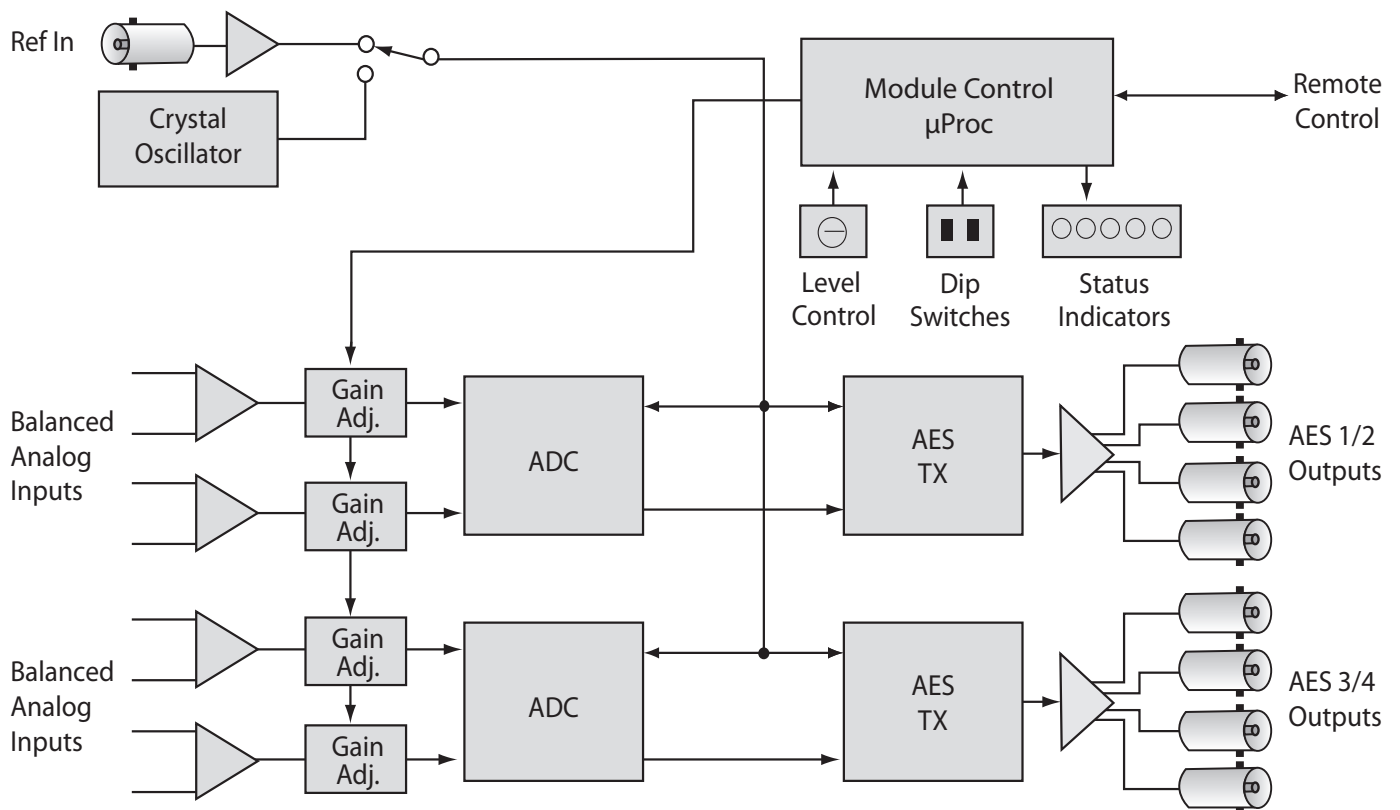 Ref In
Crystal
Oscillator
Module Control
µProc
Remote
Control
Level
Control
Dip
Switches
Status
Indicators
Balanced
Analog
Inputs
Gain
Adj.
Gain
Adj.
ADC
AES
TX
AES 1/2
Outputs
Balanced
Analog
Inputs
Gain
Adj.
Gain
Adj.
ADC
AES
TX
AES 3/4
Outputs